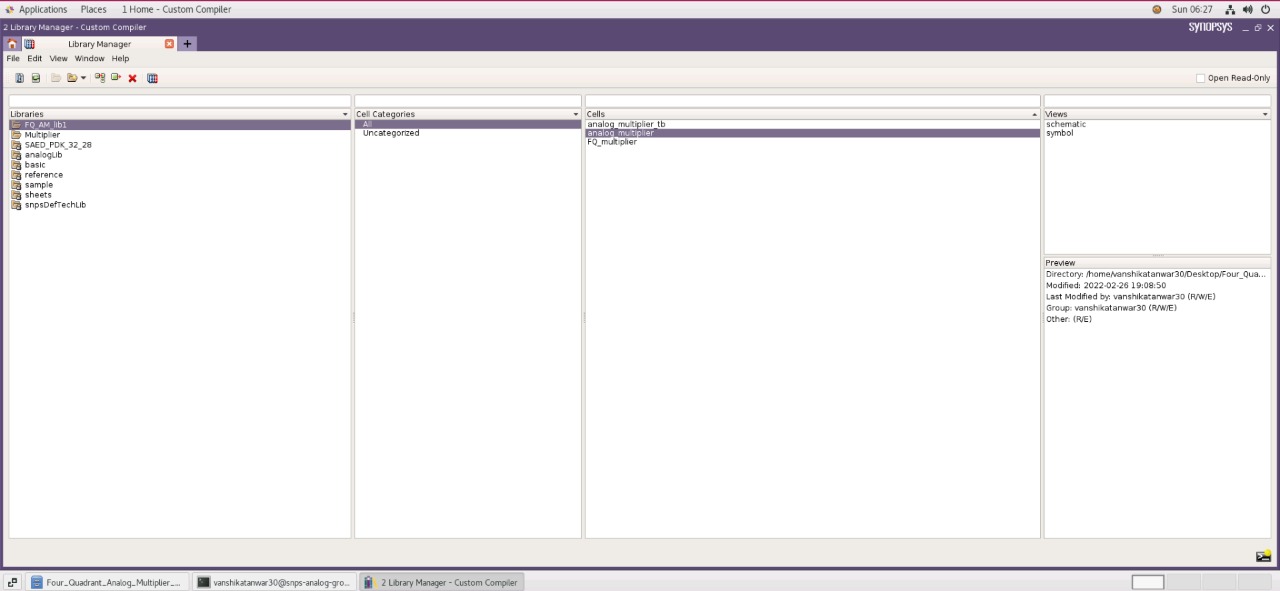 Applications Places 1 Home - Custom Compiler Sun 06:27
2 Library Manager - Custom Compiler SYNOPSYS
Library Manager
File Edit View Window Help
Open Read-Only
Libraries Cell Categories Cells Views
FQ_AM_lib1 All analog_multiplier_tb schematic
Multiplier Uncategorized analog_multiplier symbol
SAED_PDK_32_28 FQ_multiplier
analogLib
basic
reference
sample
sheets
snpsDefTechLib
Preview
Directory: /home/vanshikatanwar30/Desktop/Four_Qua...
Modified: 2022-02-26 19:08:50
Last Modified by: vanshikatanwar30 (R/W/E)
Group: vanshikatanwar30 (R/W/E)
Other: (R/E)
Four_Quadrant_Analog_Multiplier_... vanshikatanwar30@snps-analog-gro... 2 Library Manager - Custom Compiler